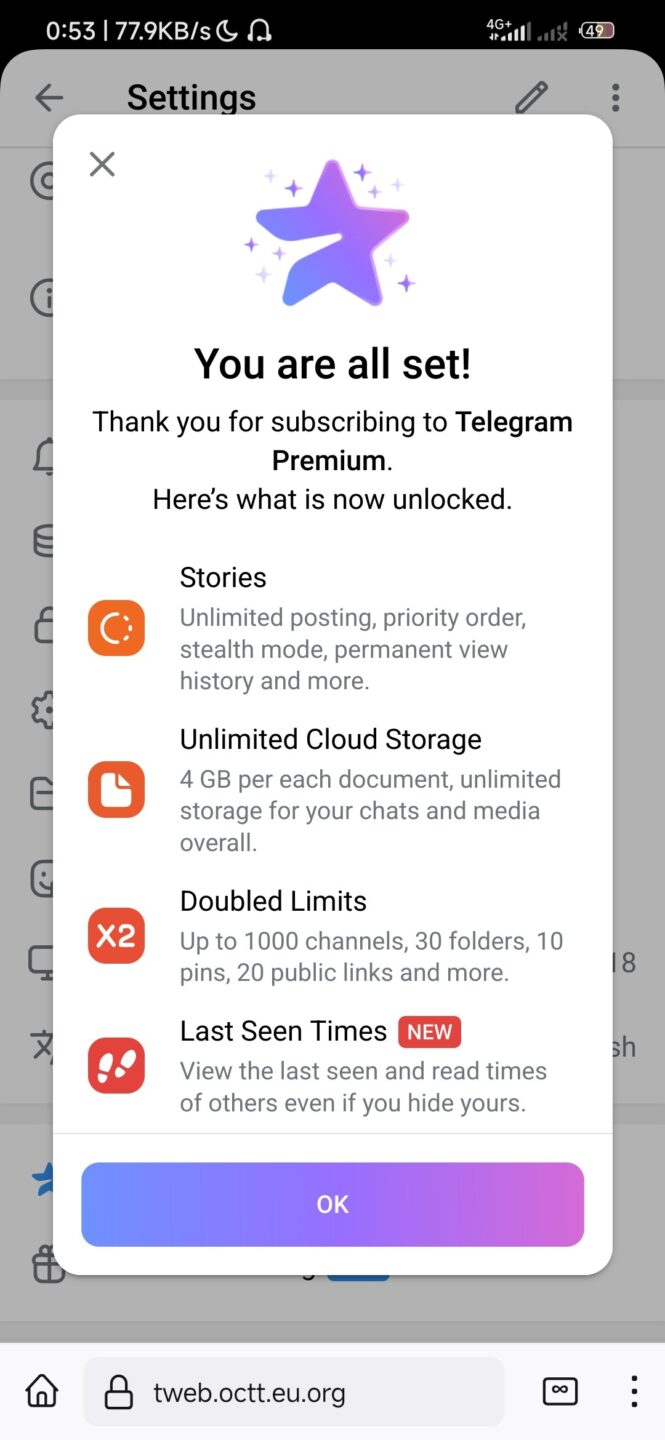 0:53 | 77.9KB/s
4G+
49
Settings
You are all set!
Thank you for subscribing to Telegram
Premium.
Here’s what is now unlocked.
Stories
Unlimited posting, priority order,
stealth mode, permanent view
history and more.
Unlimited Cloud Storage
4 GB per each document, unlimited
storage for your chats and media
overall.
Doubled Limits
X2
Up to 1000 channels, 30 folders, 10
pins, 20 public links and more.
18
Last Seen Times NEW
sh
View the last seen and read times
of others even if you hide yours.
OK
tweb.octt.eu.org